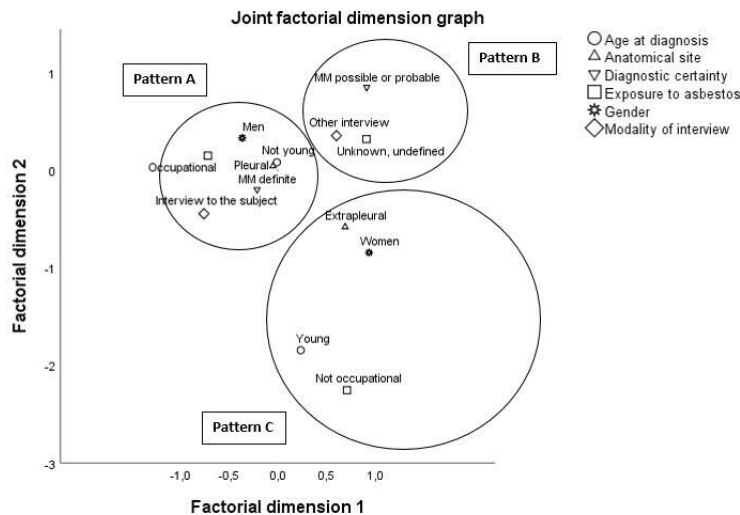 Joint factorial dimension graph
Pattern A
Pattern B
Age at diagnosis
Anatomical site
Diagnostic certainty
Exposure to asbestos
Gender
Modality of interview
1
0
-1
-2
-3
MM possible or probable
Other interview
Unknown, undefined
Men
Not young
Occupational
Pleural
MM definite
Interview to the subject
Extrapleural
Women
Young
Not occupational
Pattern C
Factorial dimension 2
-1,0 0,5 0,0 0,5 1,0
Factorial dimension 1